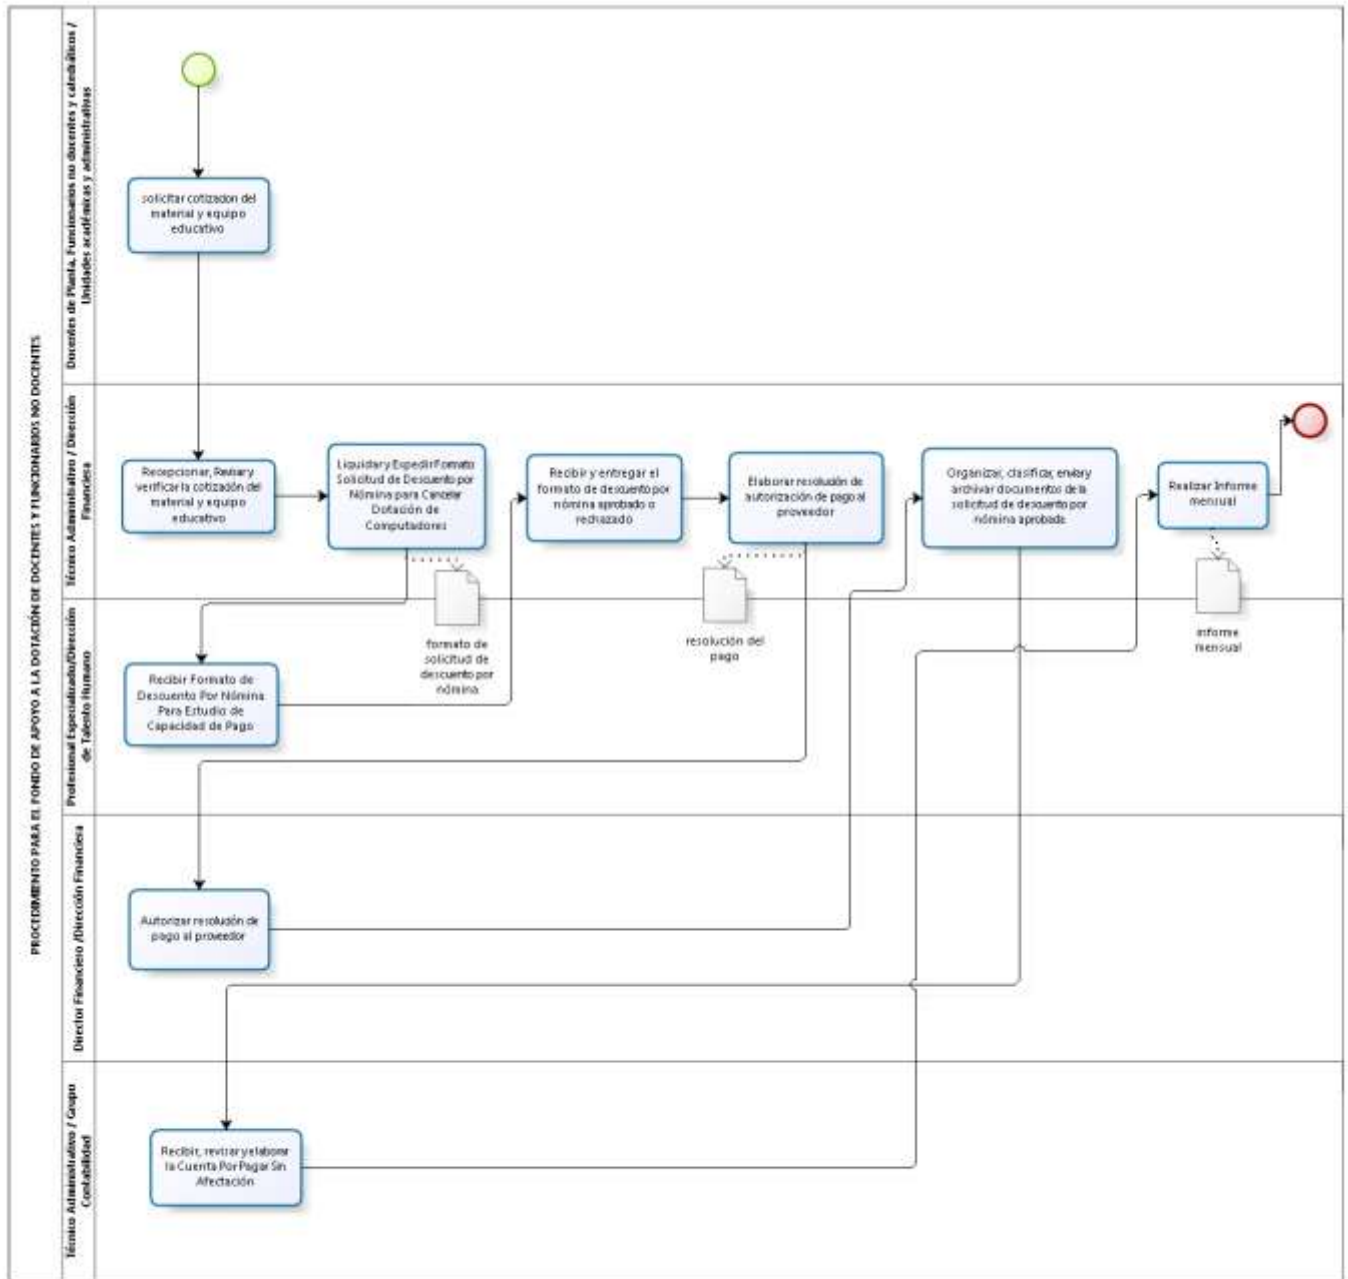 PROCEDIMIENTO PARA EL FONDO DE APOYO A LA DOTACIÓN DE DOCENTES Y FUNCIONARIOS NO DOCENTES
Docentes de Planta, Funcionarios no docentes y catedráticos /
Unidades académicas y administrativas
solicitar cotizacion del
material y equipo
educativo
Técnico Administrativo / Dirección
Financiera
Recepcionar, Revisar y
verificar la cotización del
material y equipo
educativo
Liquidar y Expedir Formato
Solicitud de Descuento por
Nómina para Cancelar
Dotación de
Computadores
Recibir y entregar el
formato de descuento por
nómina aprobado o
rechazado
Elaborar resolución de
autorización de pago al
proveedor
Organizar, clasificar, enviar y
archivar documentos de la
solicitud de descuento por
nómina aprobada
Realizar Informe
mensual
formato de
solicitud de
descuento por
nómina
resolución del
pago
informe
mensual
Profesional Especializado/Dirección
de Talento Humano
Recibir Formato de
Descuento Por Nómina
Para Estudio de
Capacidad de Pago
Director Financiero /Dirección Financiera
Autorizar resolución de
pago al proveedor
Técnico Administrativo / Grupo
Contabilidad
Recibir, revisar y elaborar
la Cuenta Por Pagar Sin
Afectación